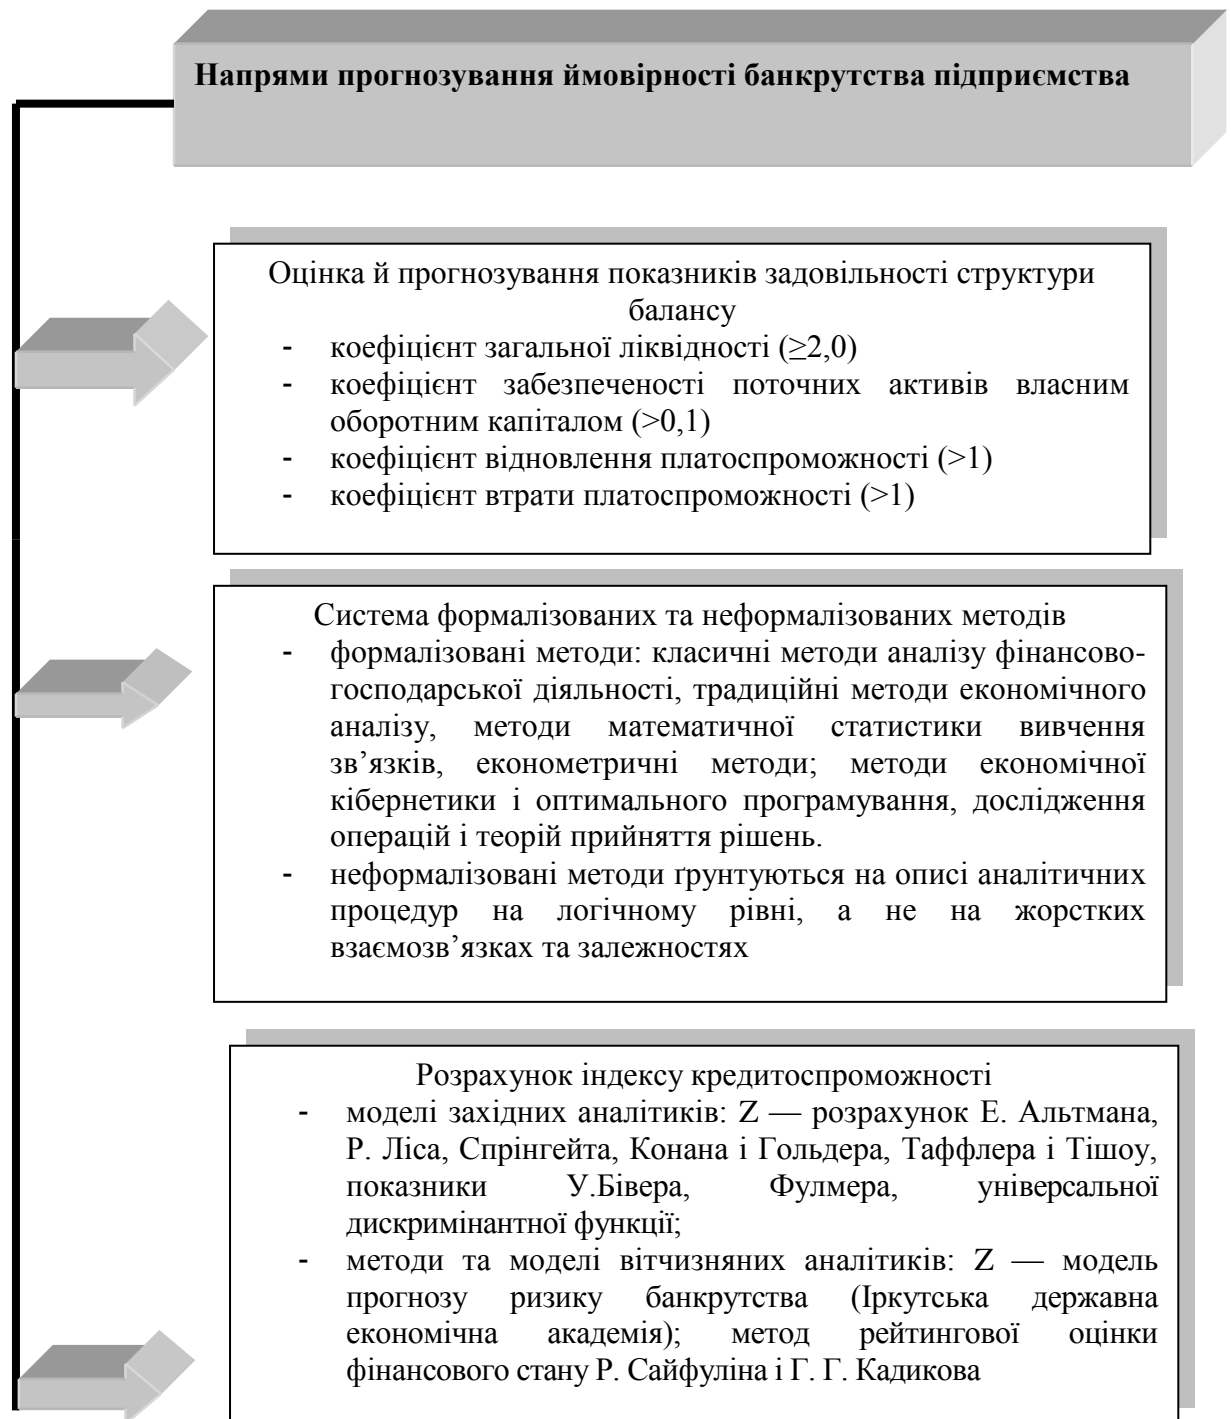 Напрями прогнозування ймовірності банкрутства підприємства
Оцінка й прогнозування показників задовільності структури
балансу
- коефіцієнт загальної ліквідності (≥2,0)
- коефіцієнт забезпеченості поточних активів власним
оборотним капіталом (>0,1)
- коефіцієнт відновлення платоспроможності (>1)
- коефіцієнт втрати платоспроможності (>1)
Система формалізованих та неформалізованих методів
- формалізовані методи: класичні методи аналізу фінансово-
господарської діяльності, традиційні методи економічного
аналізу, методи математичної статистики вивчення
зв’язків, економетричні методи; методи економічної
кібернетики і оптимального програмування, дослідження
операцій і теорій прийняття рішень.
- неформалізовані методи ґрунтуються на описі аналітичних
процедур на логічному рівні, а не на жорстких
взаємозв’язках та залежностях
Розрахунок індексу кредитоспроможності
- моделі західних аналітиків: Z — розрахунок Е. Альтмана,
Р. Ліса, Спрінгейта, Конана і Гольдера, Таффлера і Тішоу,
показники У.Бівера, Фулмера, універсальної
дискримінантної функції;
- методи та моделі вітчизняних аналітиків: Z — модель
прогнозу ризику банкрутства (Іркутська державна
економічна академія); метод рейтингової оцінки
фінансового стану Р. Сайфуліна і Г. Г. Кадикова